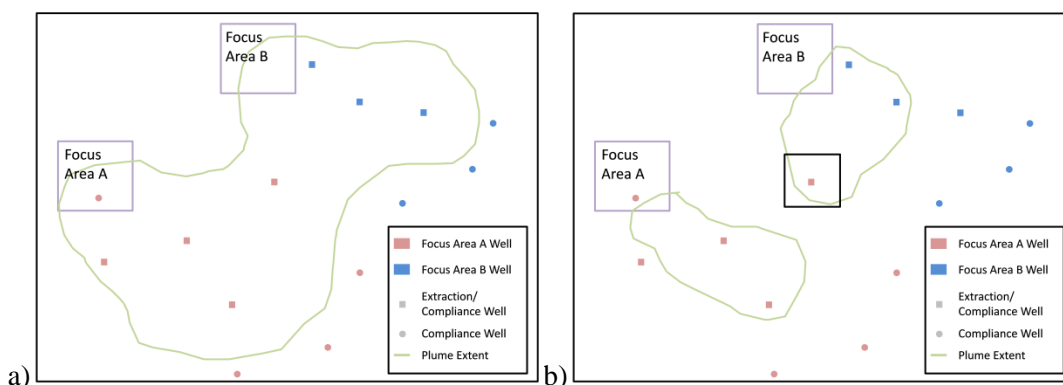 Focus
Area B
Focus
Area A
Focus Area A Well
Focus Area B Well
Extraction/
Compliance Well
Compliance Well
Plume Extent
a)
Focus
Area B
Focus
Area A
Focus Area A Well
Focus Area B Well
Extraction/
Compliance Well
Compliance Well
Plume Extent
b)